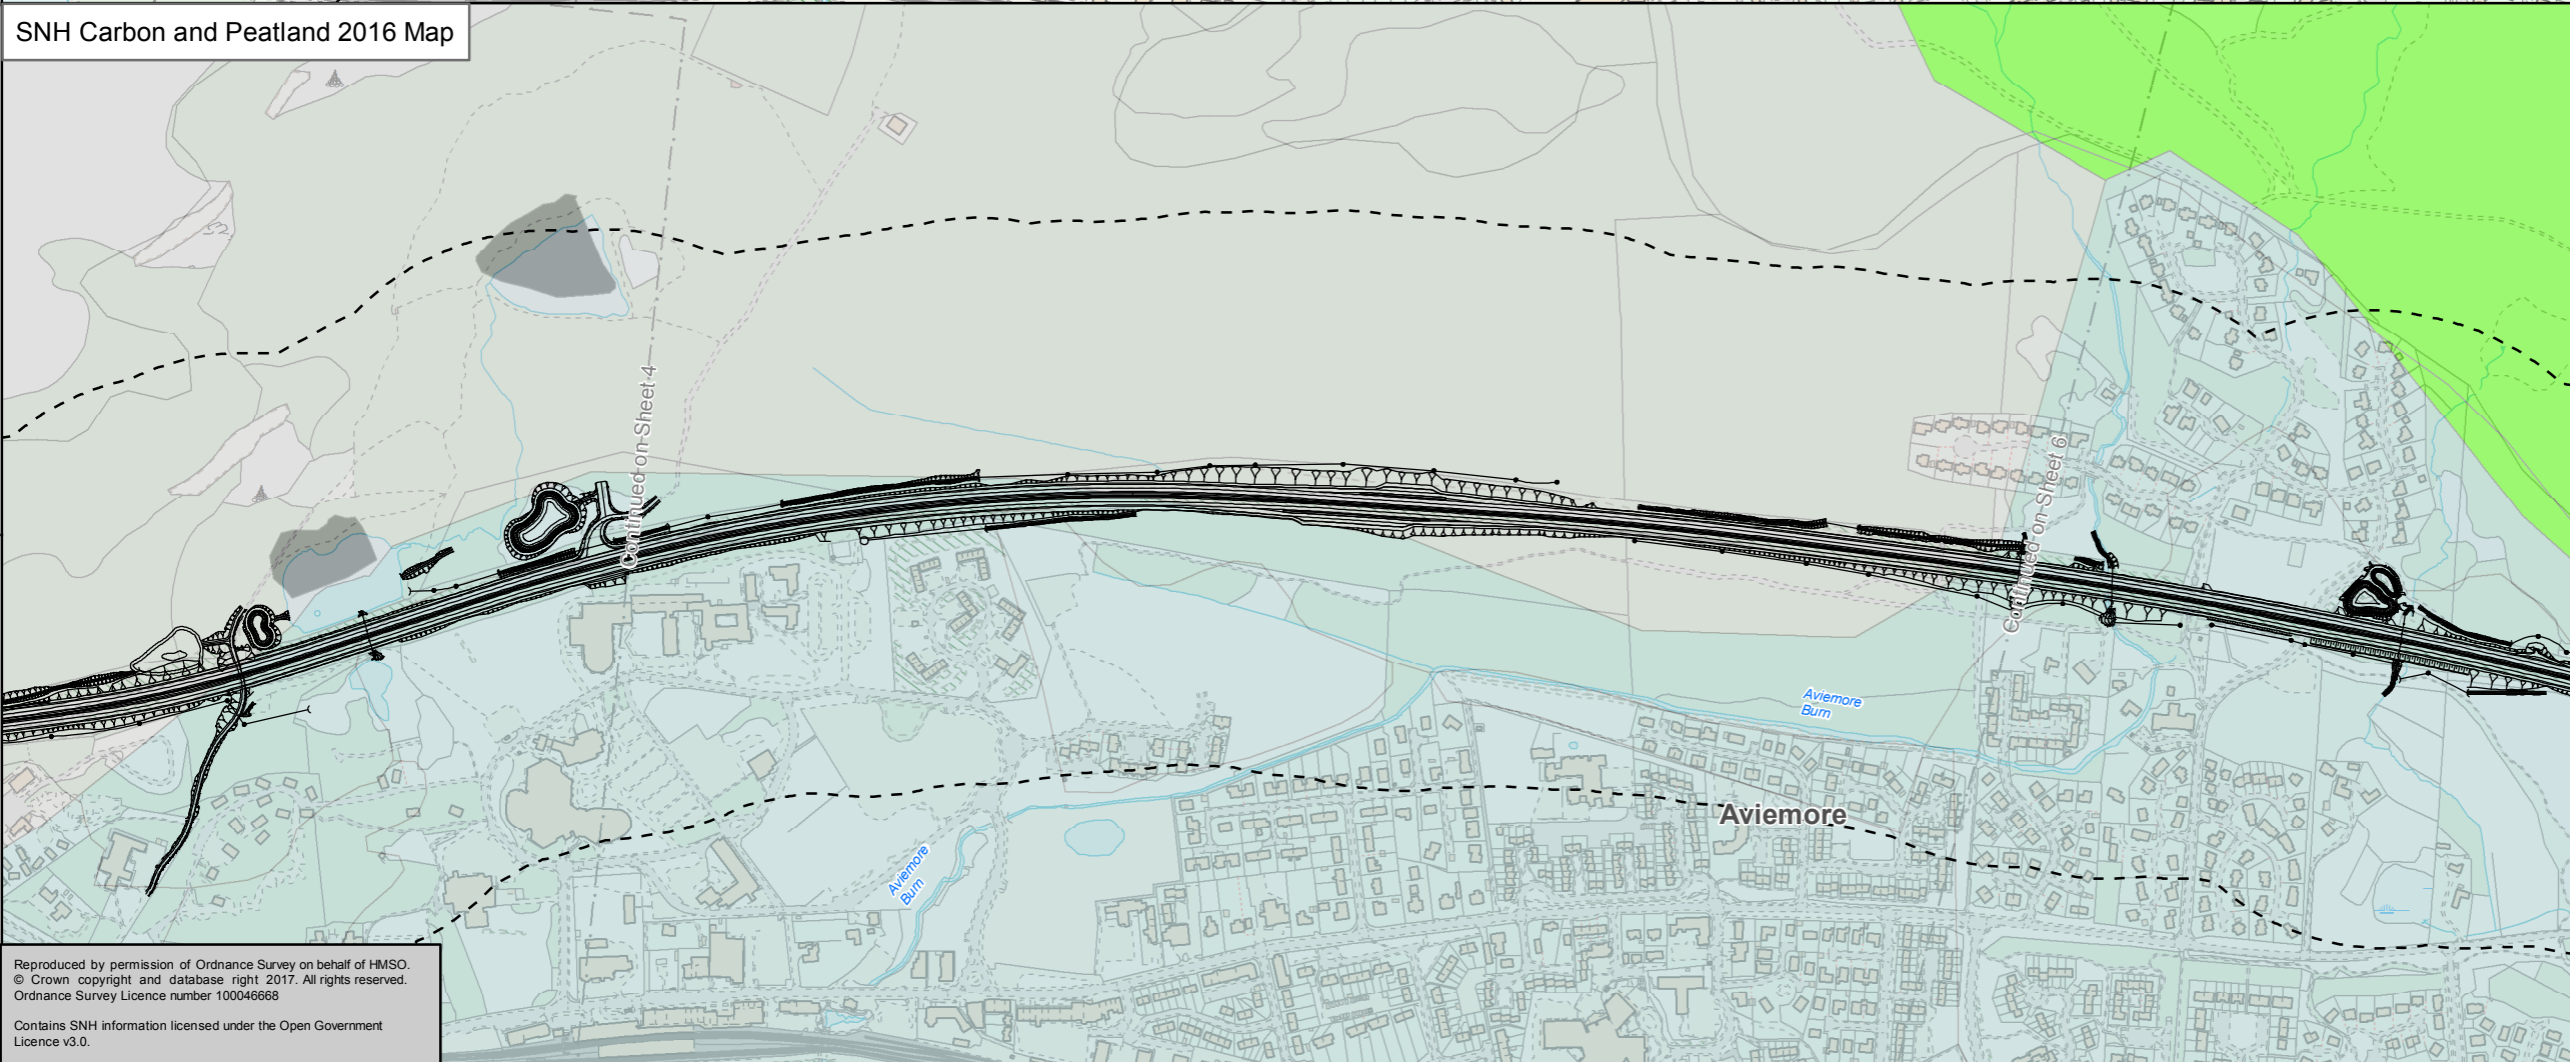 SNH Carbon and Peatland 2016 Map
Continued on Sheet 4
Continued on Sheet 6
Aviemore
Burn
Aviemore
Aviemore
Burn
Reproduced by permission of Ordnance Survey on behalf of HMSO.
© Crown copyright and database right 2017. All rights reserved.
Ordnance Survey Licence number 100046668
Contains SNH information licensed under the Open Government
Licence v3.0.